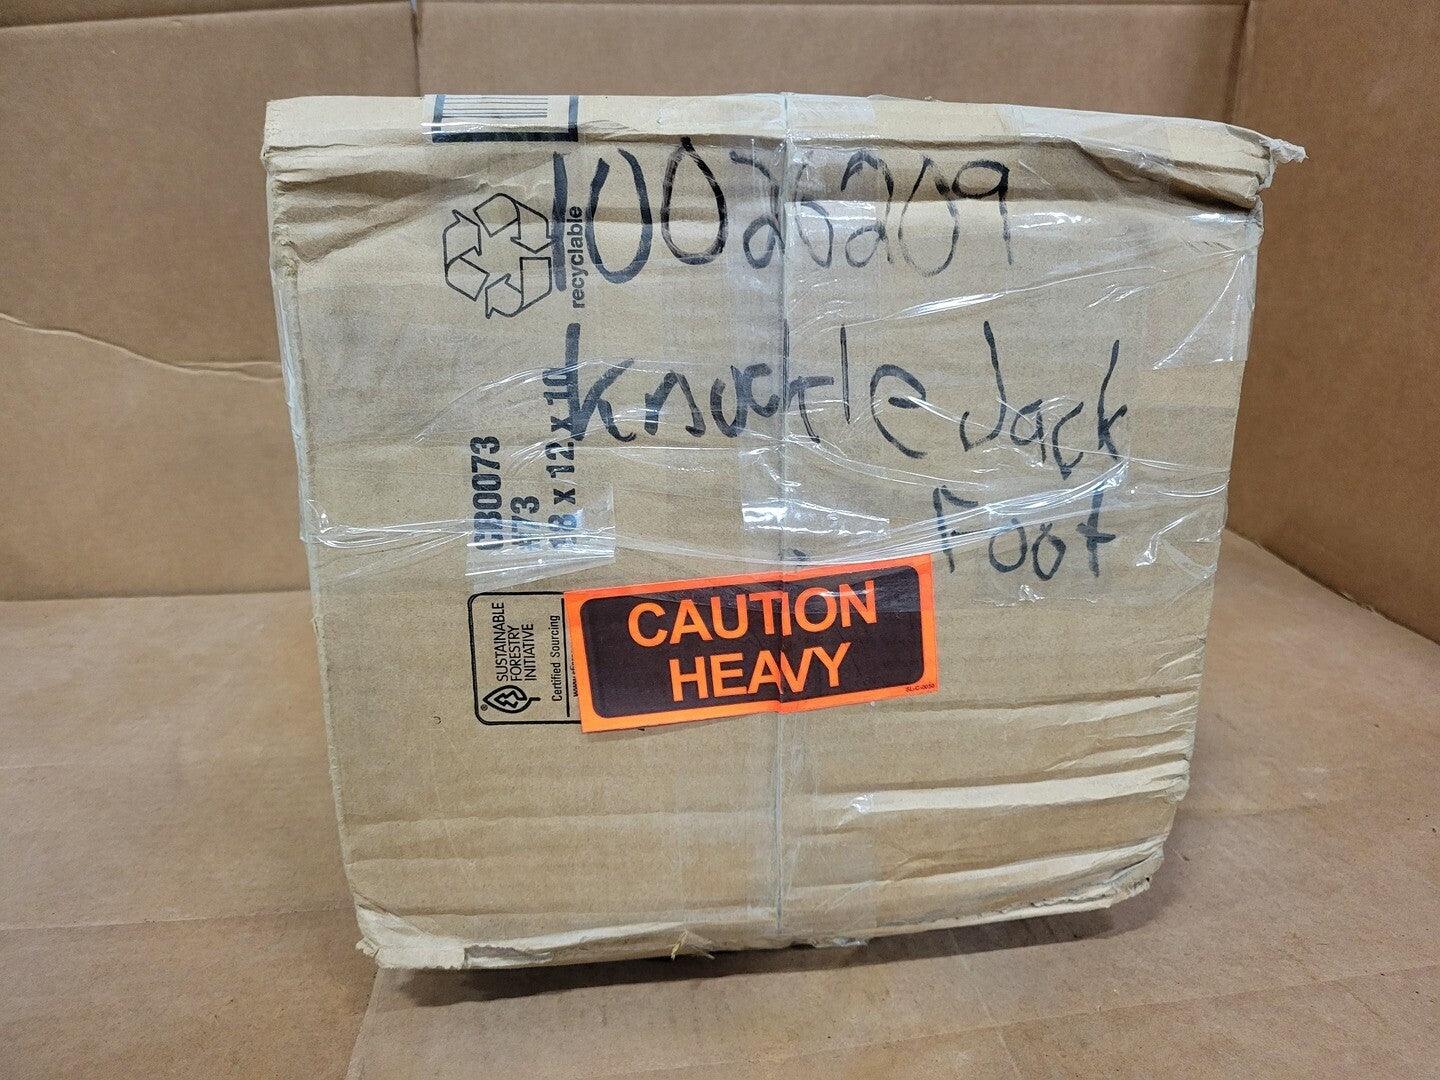 10026209
recyclable
Knuckle Jack
Foot
CB0073
SUSTAINABLE
FORESTRY
INITIATIVE
Certified Sourcing
CAUTION
HEAVY